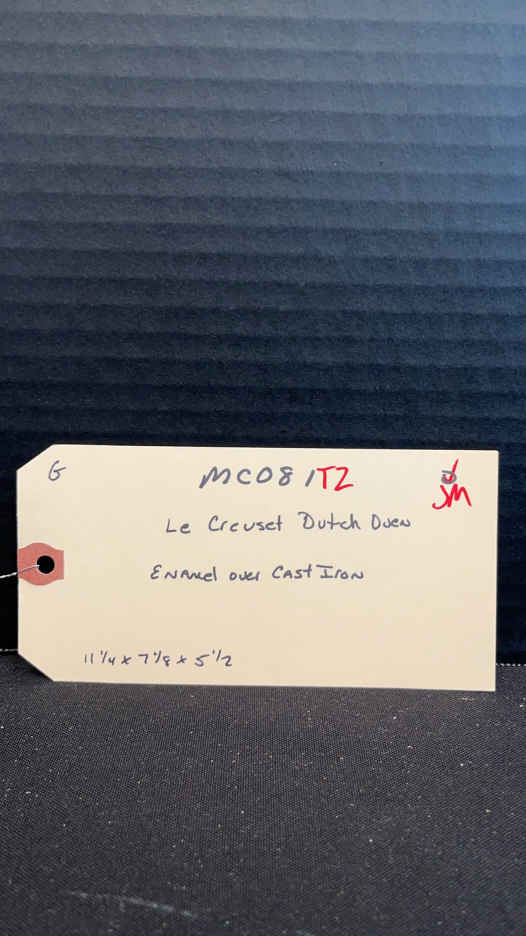 G
MC081TZ
JM
Le Creuset Dutch Oven
Enamel over Cast Iron
11 1/4 x 7 7/8 x 5 1/2